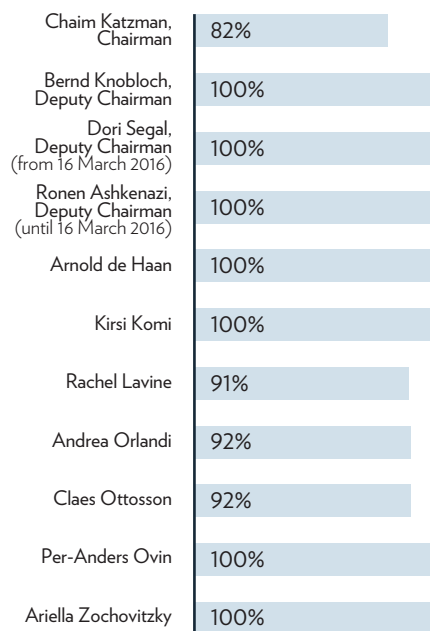 Chaim Katzman,
Chairman
82%
Bernd Knobloch,
Deputy Chairman
100%
Dori Segal,
Deputy Chairman
(from 16 March 2016)
100%
Ronen Ashkenazi,
Deputy Chairman
(until 16 March 2016)
100%
Arnold de Haan
100%
Kirsi Komi
100%
Rachel Lavine
91%
Andrea Orlandi
92%
Claes Ottosson
92%
Per-Anders Ovin
100%
Ariella Zochovitzky
100%